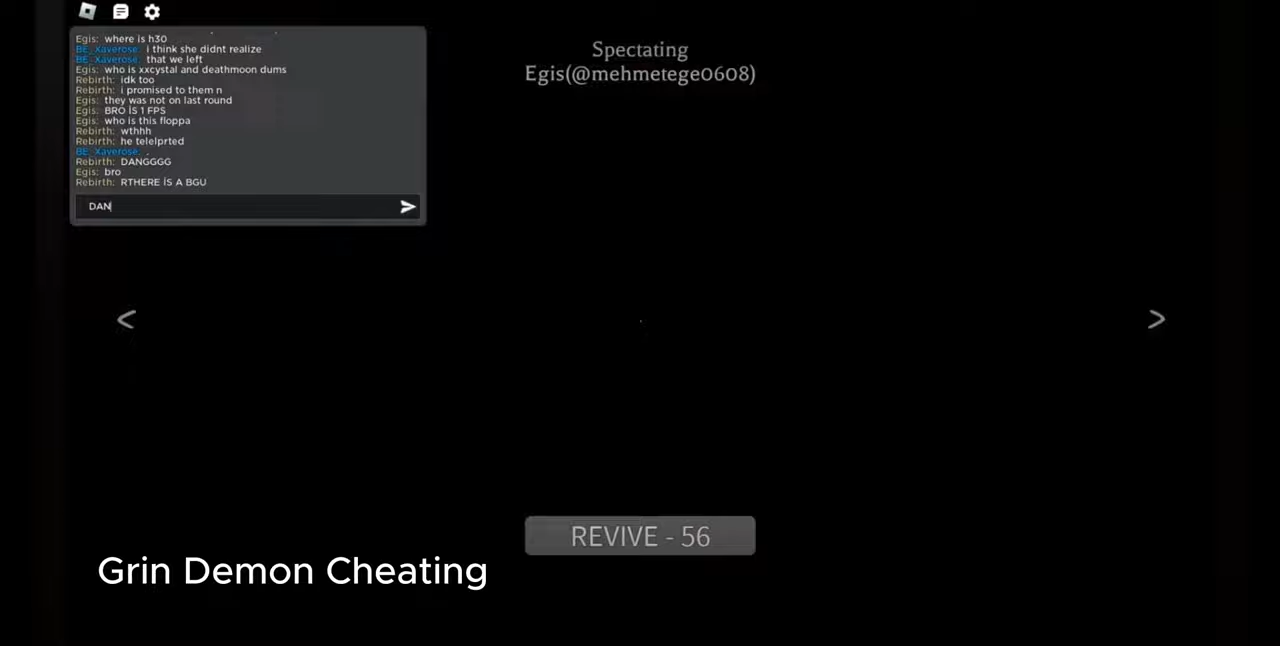 Egis: where is h30
BE_Xaverose: i think she didnt realize
BE_Xaverose: that we left
Egis: who is xxcystal and deathmoon dums
Rebirth: idk too
Rebirth: i promised to them n
Egis: they was not on last round
Egis: BRO İS 1 FPS
Egis: who is this floppa
Rebirth: wthhh
Rebirth: he telelprted
BE_Xaverose: .
Rebirth: DANGGGG
Egis: bro
Rebirth: RTHERE İS A BGU
DAN
Spectating
Egis(@mehmetege0608)
<
>
REVIVE - 56
Grin Demon Cheating